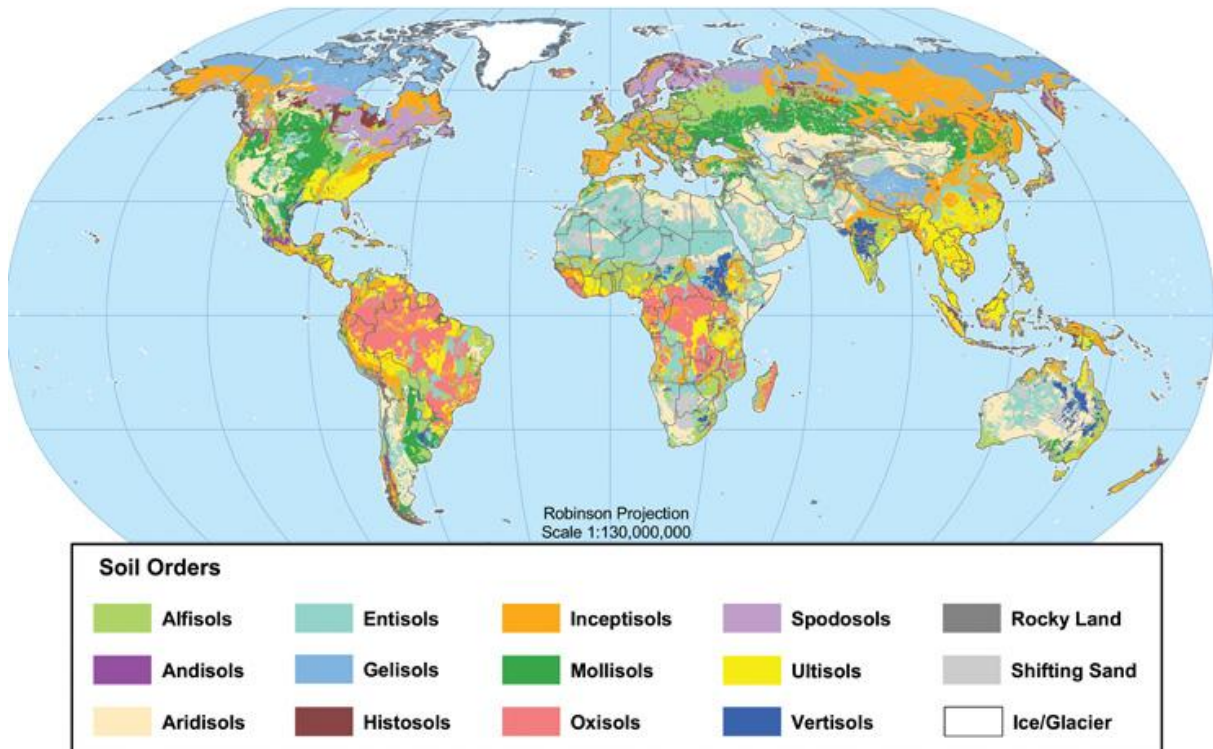 Robinson Projection
Scale 1:130,000,000
Soil Orders
Alfisols
Entisols
Inceptisols
Spodosols
Rocky Land
Andisols
Gelisols
Mollisols
Ultisols
Shifting Sand
Aridisols
Histosols
Oxisols
Vertisols
Ice/Glacier